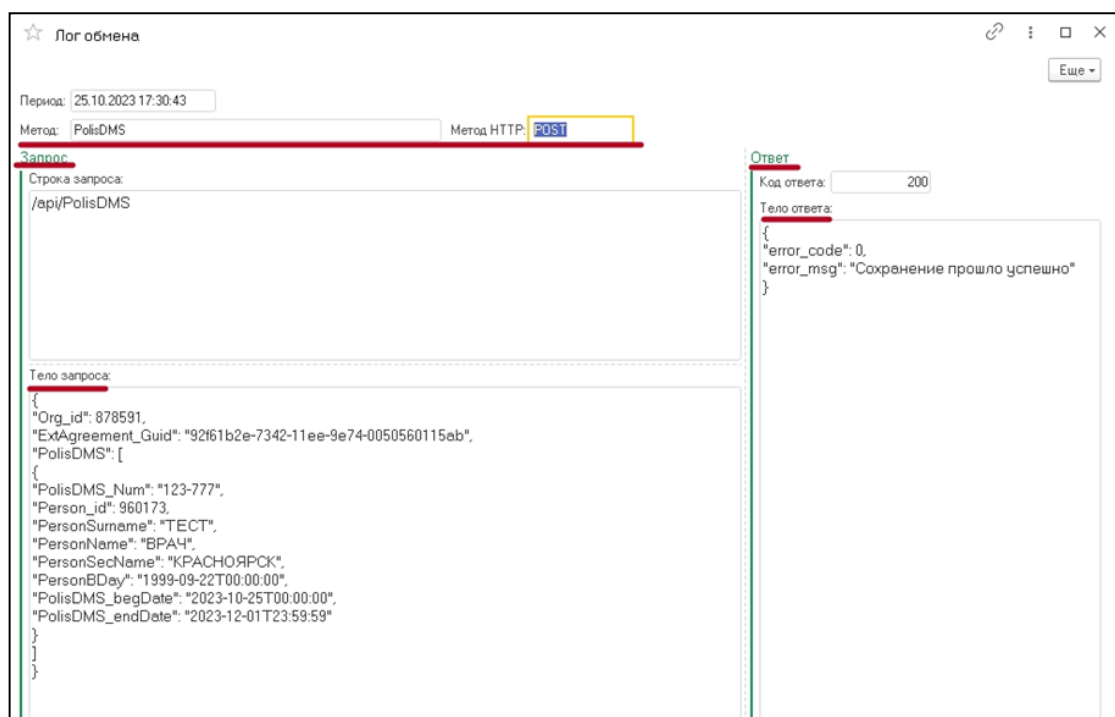 Лог обмена
Еще
Период: 25.10.2023 17:30:43
Метод: PolisDMS Метод HTTP: POST
Запрос
Строка запроса:
/api/PolisDMS
Тело запроса:
{
"Org_id": 878591,
"ExtAgreement_Guid": "92f61b2e-7342-11ee-9e74-0050560115ab",
"PolisDMS": [
{
"PolisDMS_Num": "123-777",
"Person_id": 960173,
"PersonSurname": "ТЕСТ",
"PersonName": "ВРАЧ",
"PersonSecName": "КРАСНОЯРСК",
"PersonBDay": "1999-09-22T00:00:00",
"PolisDMS_begDate": "2023-10-25T00:00:00",
"PolisDMS_endDate": "2023-12-01T23:59:59"
}
]
}
Ответ
Код ответа: 200
Тело ответа:
{
"error_code": 0,
"error_msg": "Сохранение прошло успешно"
}